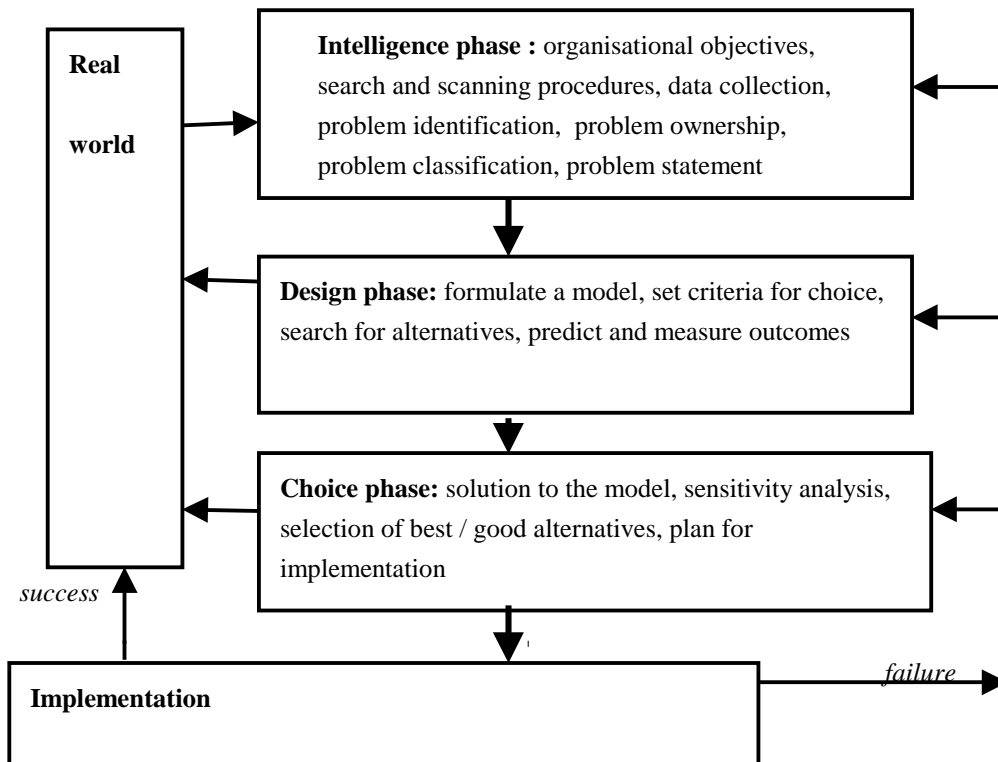 Real
world
Intelligence phase : organisational objectives,
search and scanning procedures, data collection,
problem identification, problem ownership,
problem classification, problem statement
Design phase: formulate a model, set criteria for choice,
search for alternatives, predict and measure outcomes
Choice phase: solution to the model, sensitivity analysis,
selection of best / good alternatives, plan for
implementation
success
failure
Implementation